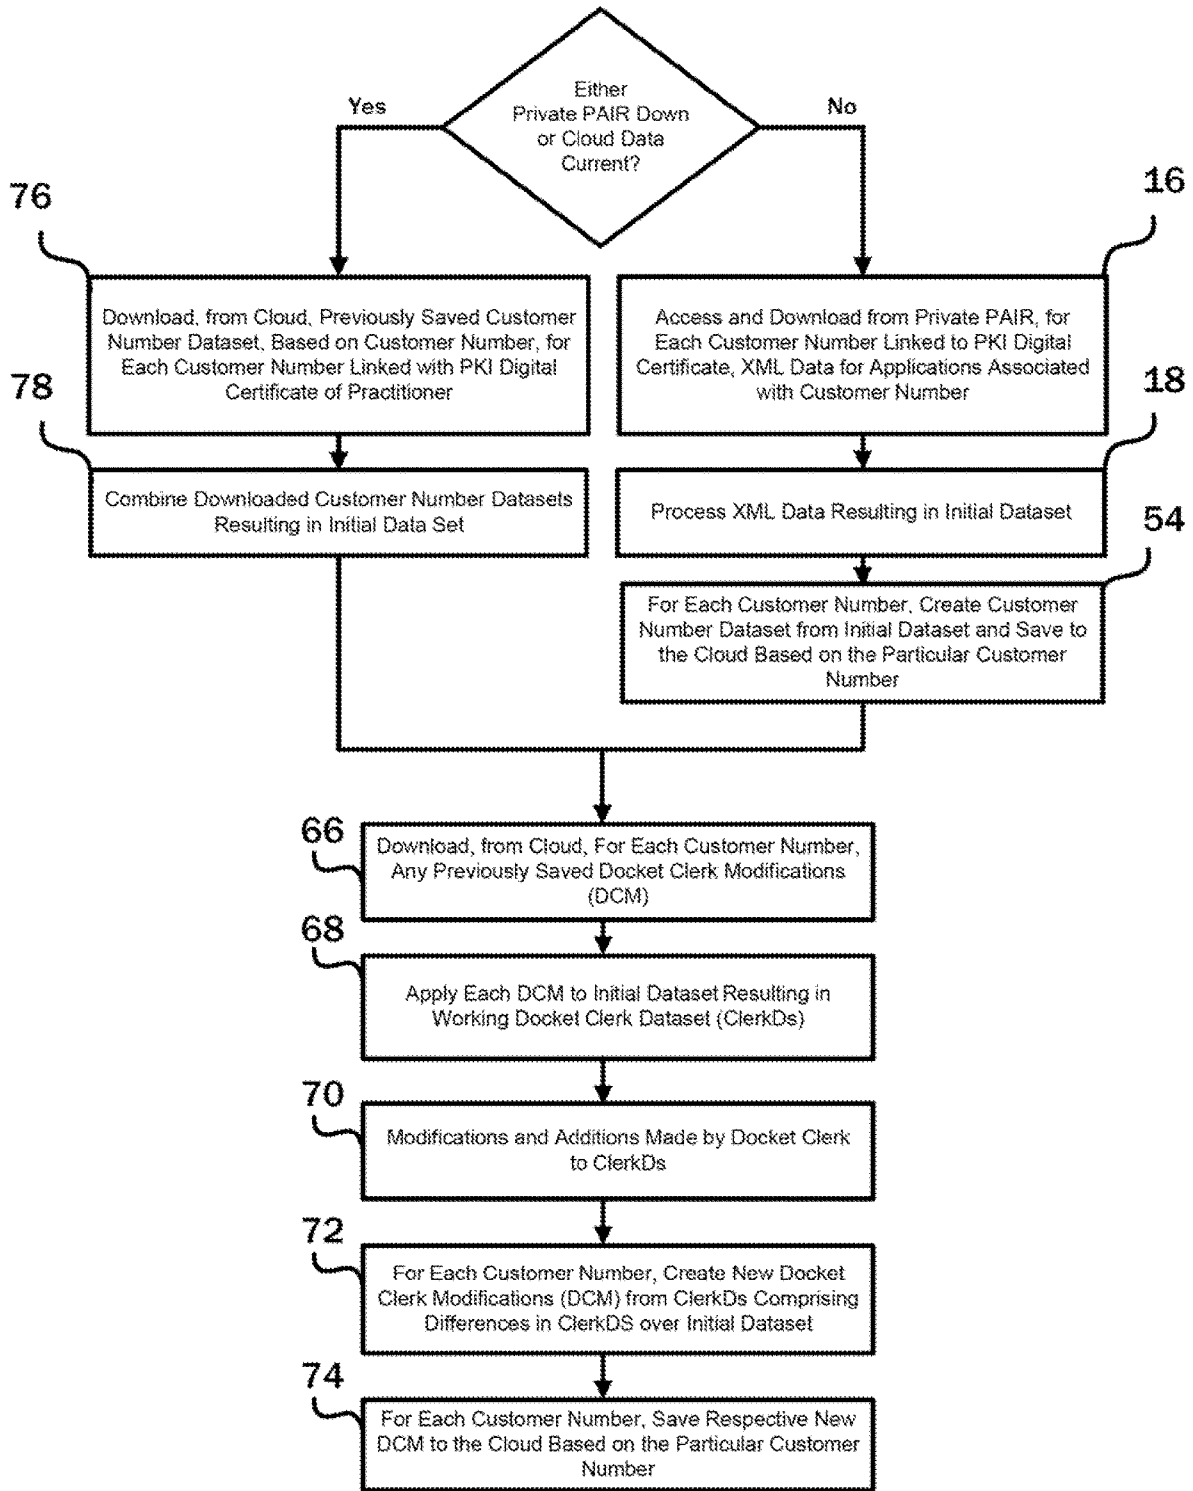 Either
Private PAIR Down
or Cloud Data
Current?
Yes
No
76
Download, from Cloud, Previously Saved Customer
Number Dataset, Based on Customer Number, for
Each Customer Number Linked with PKI Digital
Certificate of Practitioner
16
Access and Download from Private PAIR, for
Each Customer Number Linked to PKI Digital
Certificate, XML Data for Applications Associated
with Customer Number
78
Combine Downloaded Customer Number Datasets
Resulting in Initial Data Set
18
Process XML Data Resulting in Initial Dataset
54
For Each Customer Number, Create Customer
Number Dataset from Initial Dataset and Save to
the Cloud Based on the Particular Customer
Number
66
Download, from Cloud, For Each Customer Number,
Any Previously Saved Docket Clerk Modifications
(DCM)
68
Apply Each DCM to Initial Dataset Resulting in
Working Docket Clerk Dataset (ClerkDs)
70
Modifications and Additions Made by Docket Clerk
to ClerkDs
72
For Each Customer Number, Create New Docket
Clerk Modifications (DCM) from ClerkDs Comprising
Differences in ClerkDS over Initial Dataset
74
For Each Customer Number, Save Respective New
DCM to the Cloud Based on the Particular Customer
Number